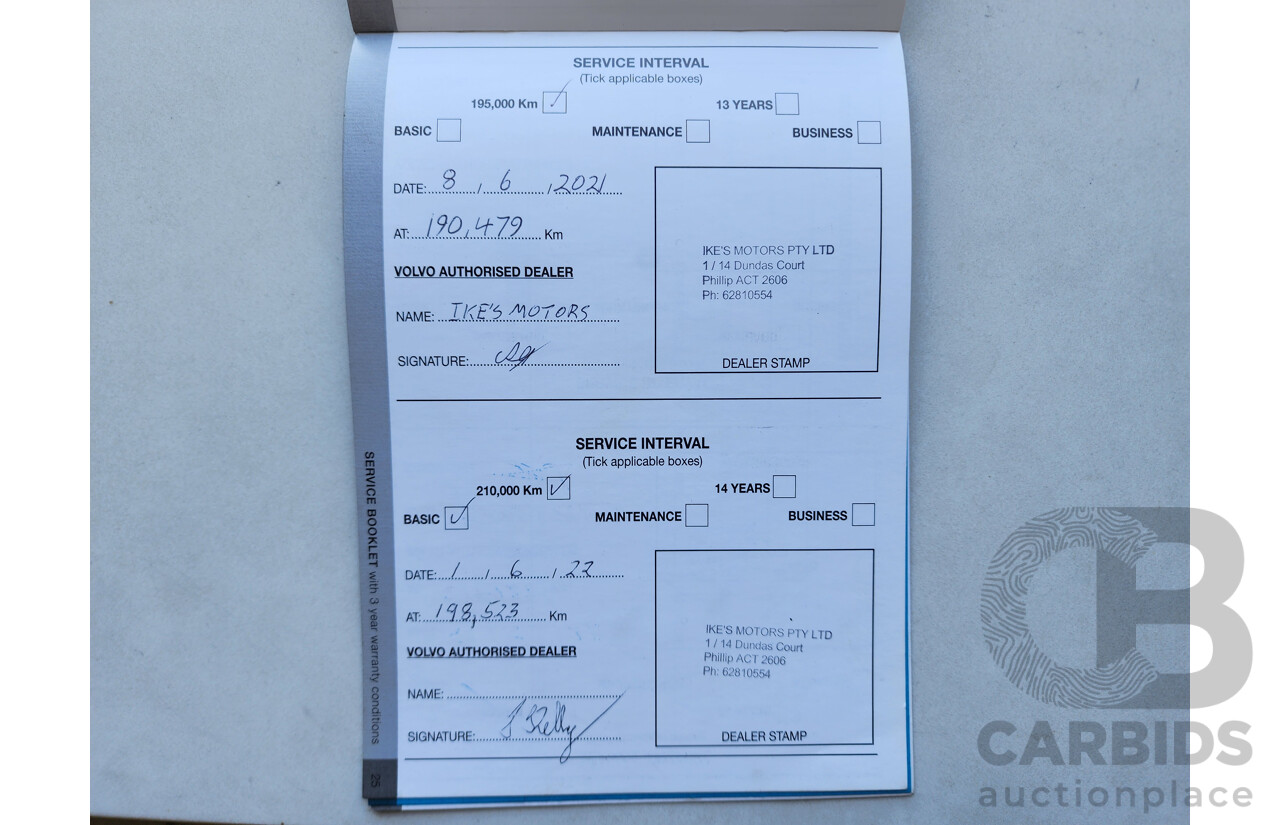 SERVICE INTERVAL
(Tick applicable boxes)
195,000 Km 13 YEARS
BASIC MAINTENANCE BUSINESS
DATE: 8 / 6 / 2021
AT: 190,479 Km
VOLVO AUTHORISED DEALER
NAME: IKE'S MOTORS
SIGNATURE:
IKE'S MOTORS PTY LTD
1 / 14 Dundas Court
Phillip ACT 2606
Ph: 62810554
DEALER STAMP
SERVICE INTERVAL
(Tick applicable boxes)
210,000 Km 14 YEARS
BASIC MAINTENANCE BUSINESS
DATE: 1 / 6 / 22
AT: 198,523 Km
VOLVO AUTHORISED DEALER
NAME:
SIGNATURE:
IKE'S MOTORS PTY LTD
1 / 14 Dundas Court
Phillip ACT 2606
Ph: 62810554
DEALER STAMP
SERVICE BOOKLET with 3 year warranty conditions
25
CB
CARBIDS
auctionplace